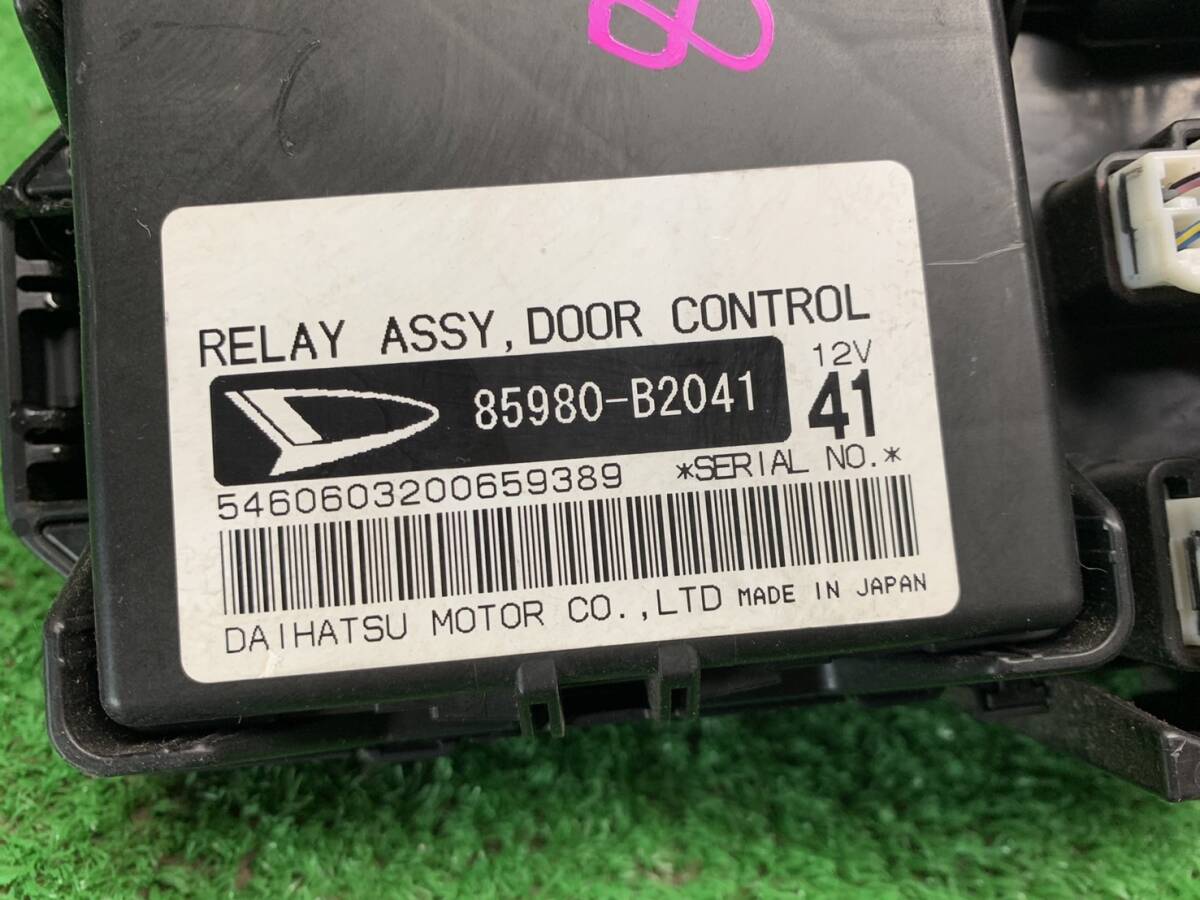 RELAY ASSY,DOOR CONTROL
85980-B2041
12V
41
5460603200659389 *SERIAL NO.*
DAIHATSU MOTOR CO.,LTD MADE IN JAPAN